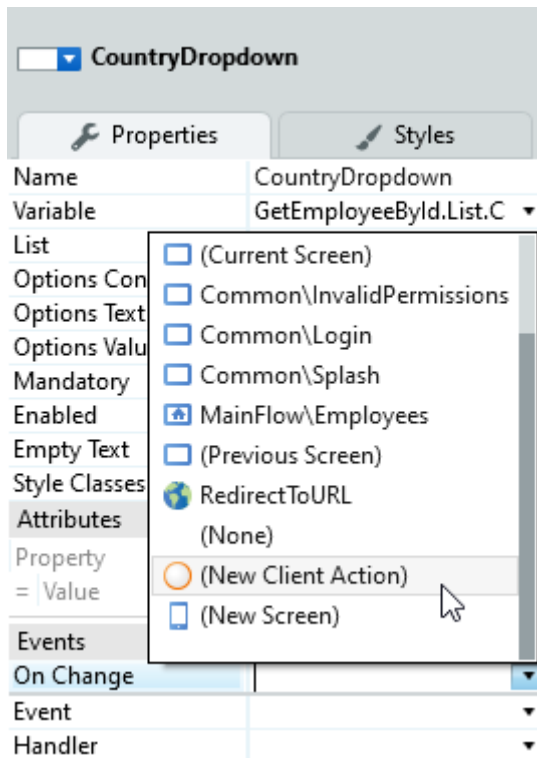 CountryDropdown
Properties
Styles
Name CountryDropdown
Variable GetEmployeeById.List.C
List
Options Con
Options Text
Options Valu
Mandatory
Enabled
Empty Text
Style Classes
Attributes
Property
= Value
(Current Screen)
Common\InvalidPermissions
Common\Login
Common\Splash
MainFlow\Employees
(Previous Screen)
RedirectToURL
(None)
(New Client Action)
(New Screen)
Events
On Change
Event
Handler